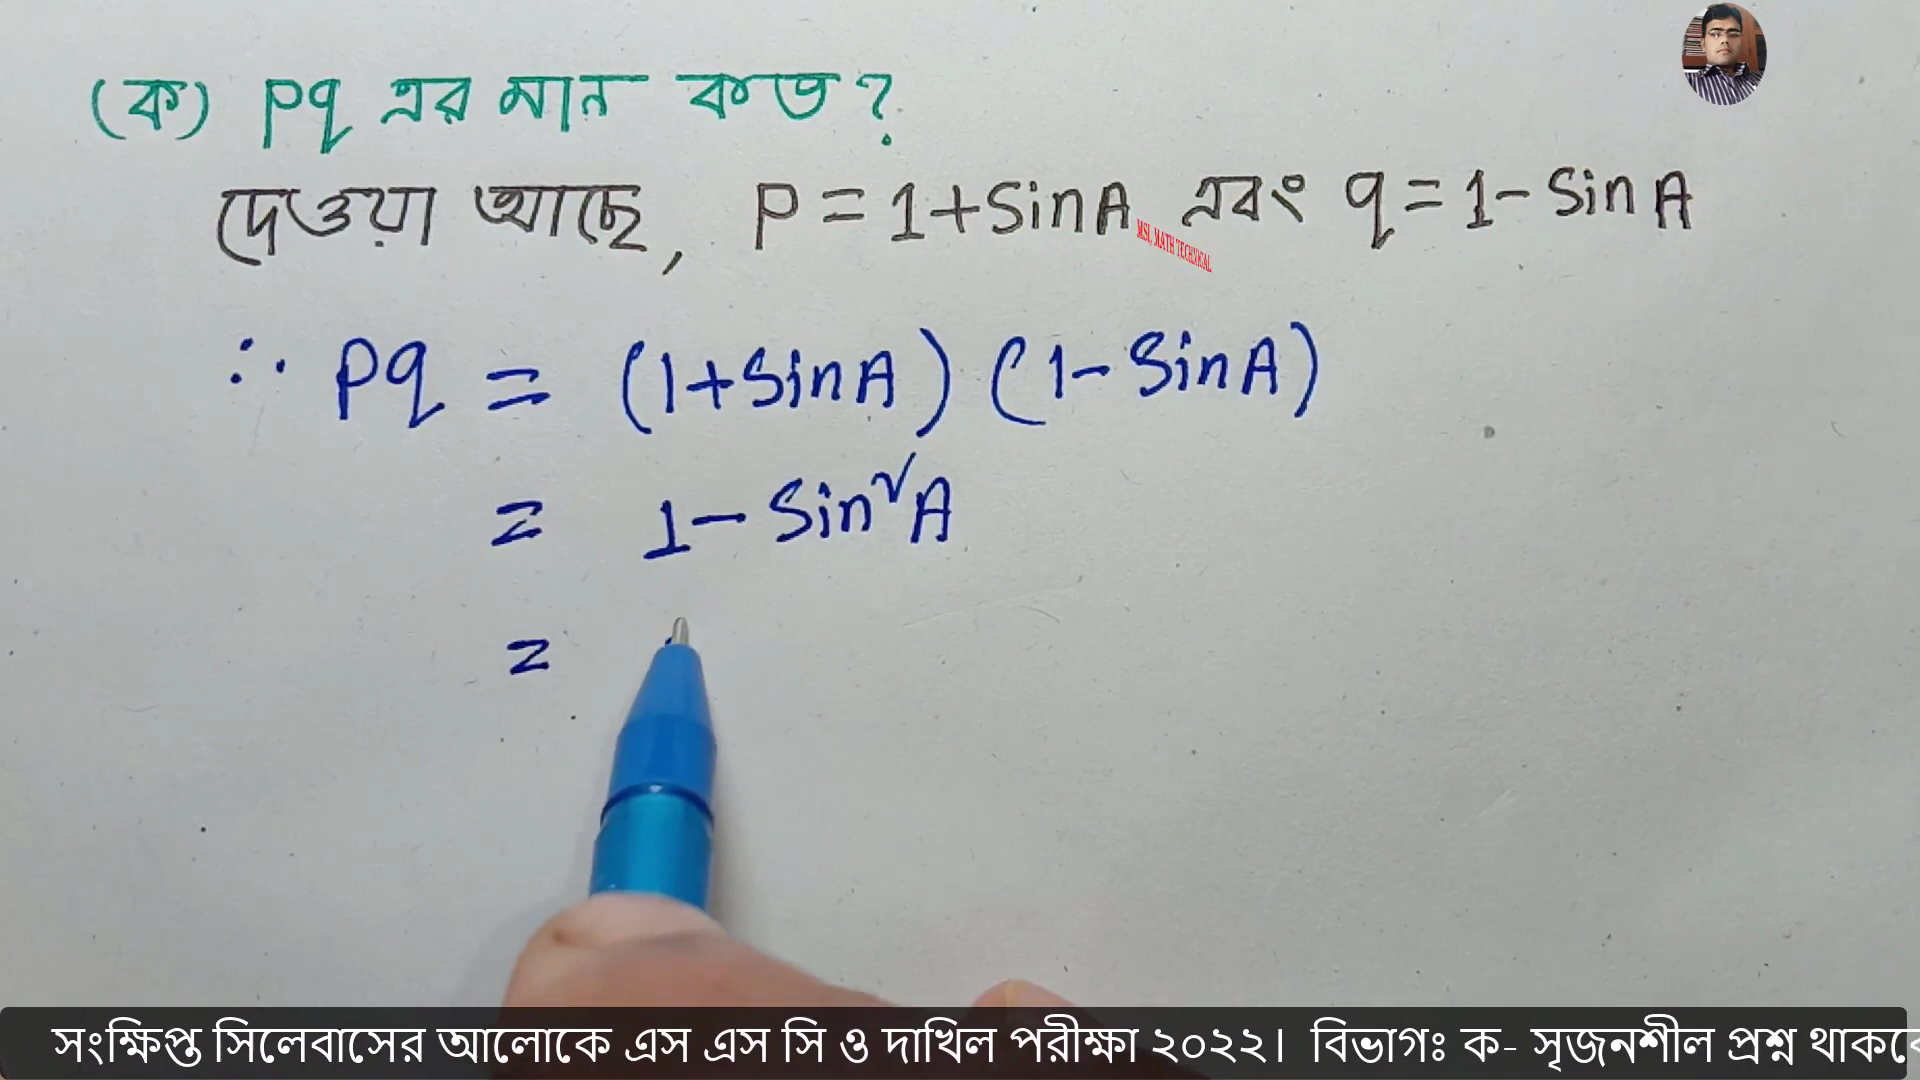 (ক) pq এর মান কত?
দেওয়া আছে, P = 1 + SinA এবং q = 1 - Sin A
MSL MATH TECHNICAL
∴ pq = (1+SinA) (1-SinA)
= 1 - Sin²A
=
সংক্ষিপ্ত সিলেবাসের আলোকে এস এস সি ও দাখিল পরীক্ষা ২০২২। বিভাগঃ ক- সৃজনশীল প্রশ্ন থাকবে